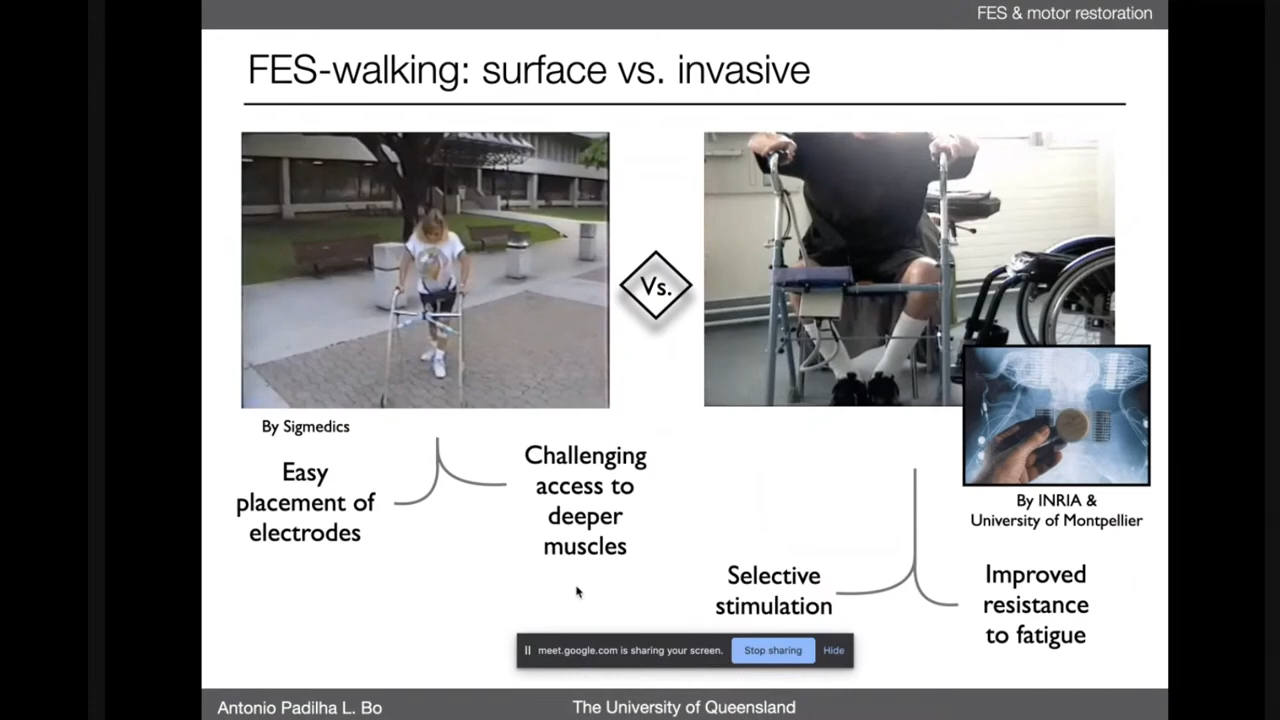 FES & motor restoration
FES-walking: surface vs. invasive
Vs.
By Sigmedics
Easy
placement of
electrodes
Challenging
access to
deeper
muscles
By INRIA &
University of Montpellier
Selective
stimulation
Improved
resistance
to fatigue
meet.google.com is sharing your screen.
Stop sharing
Hide
Antonio Padilha L. Bo
The University of Queensland